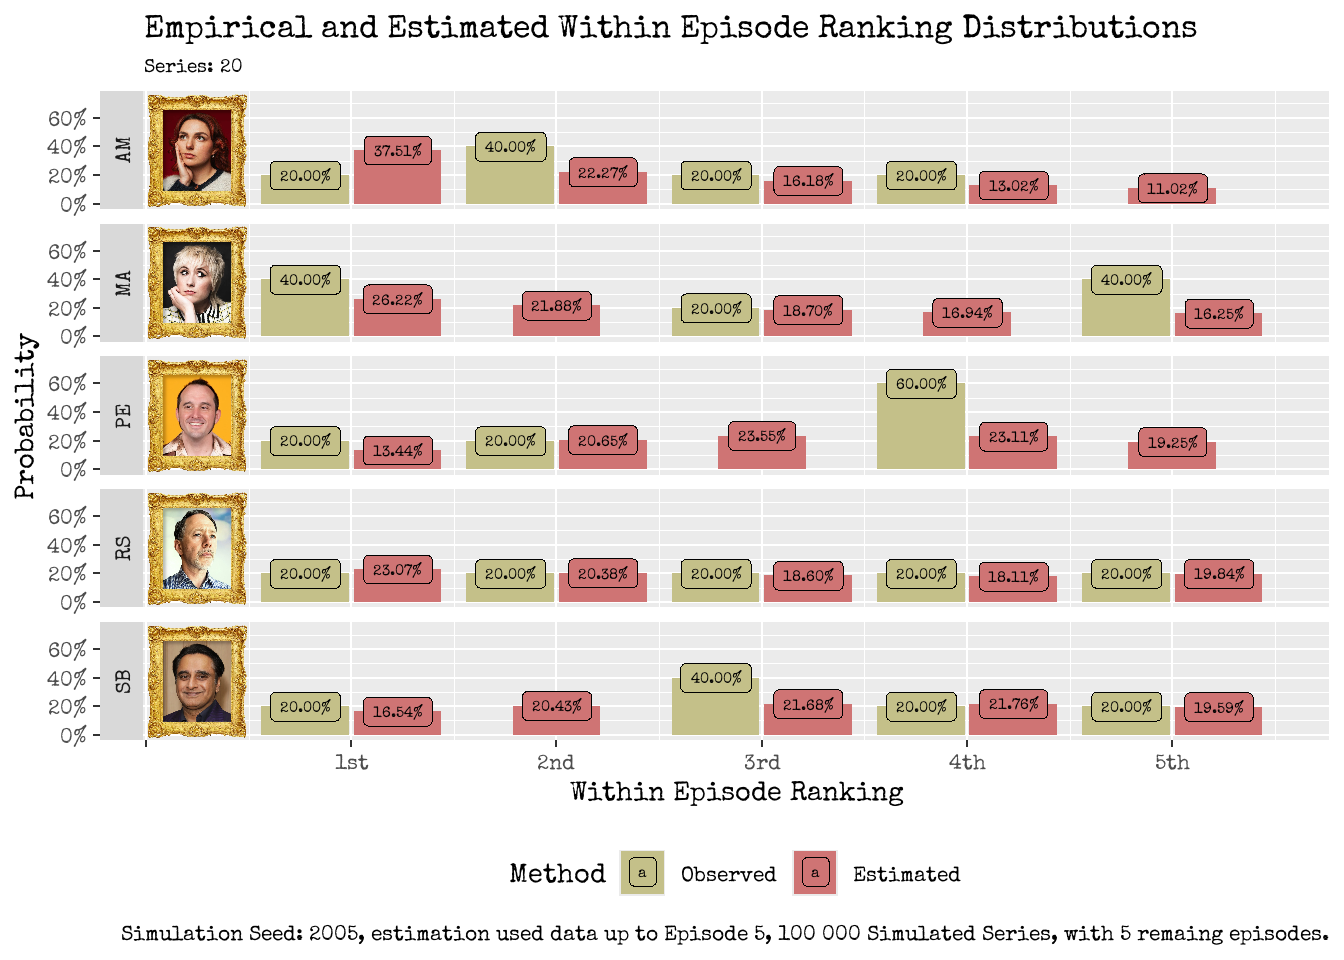 Empirical and Estimated Within Episode Ranking Distributions
Series: 20
Probability
AM
60%
40%
20%
0%
20.00% 37.51% 40.00% 22.27% 20.00% 16.18% 20.00% 13.02% 11.02%
MA
60%
40%
20%
0%
40.00% 26.22% 21.88% 20.00% 18.70% 16.94% 40.00% 16.25%
PE
60%
40%
20%
0%
20.00% 13.44% 20.00% 20.65% 23.55% 60.00% 23.11% 19.25%
RS
60%
40%
20%
0%
20.00% 23.07% 20.00% 20.38% 20.00% 18.60% 20.00% 18.11% 20.00% 19.84%
SB
60%
40%
20%
0%
20.00% 16.54% 20.43% 40.00% 21.68% 20.00% 21.76% 20.00% 19.59%
1st 2nd 3rd 4th 5th
Within Episode Ranking
Method a Observed a Estimated
Simulation Seed: 2005, estimation used data up to Episode 5, 100 000 Simulated Series, with 5 remaing episodes.